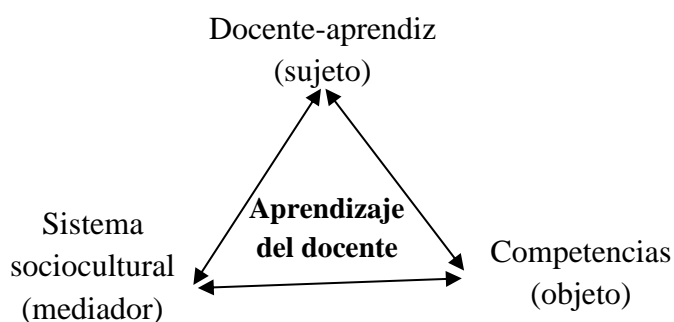 Docente-aprendiz
(sujeto)
Aprendizaje
del docente
Sistema
sociocultural
(mediador)
Competencias
(objeto)